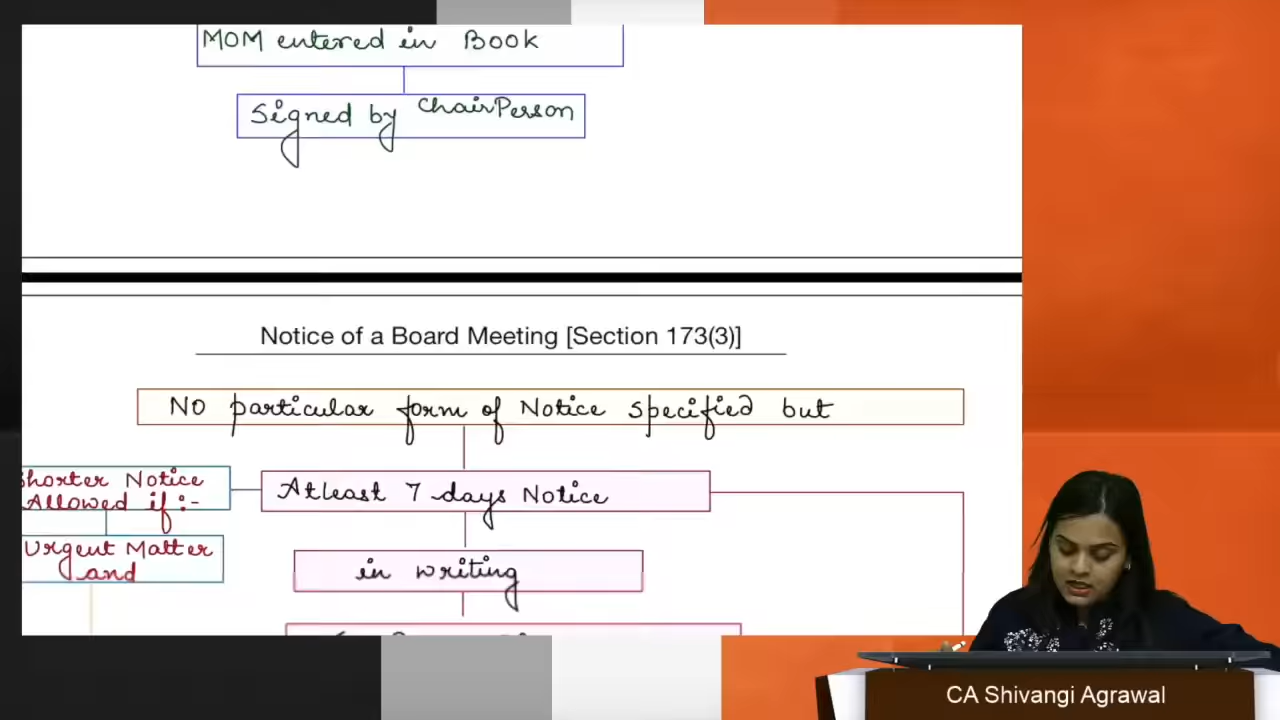 MOM entered in Book
Signed by ChairPerson
Notice of a Board Meeting [Section 173(3)]
No particular form of Notice specified but
Shorter Notice
Allowed if :-
Atleast 7 days Notice
Urgent Matter
and
in writing
CA Shivangi Agrawal